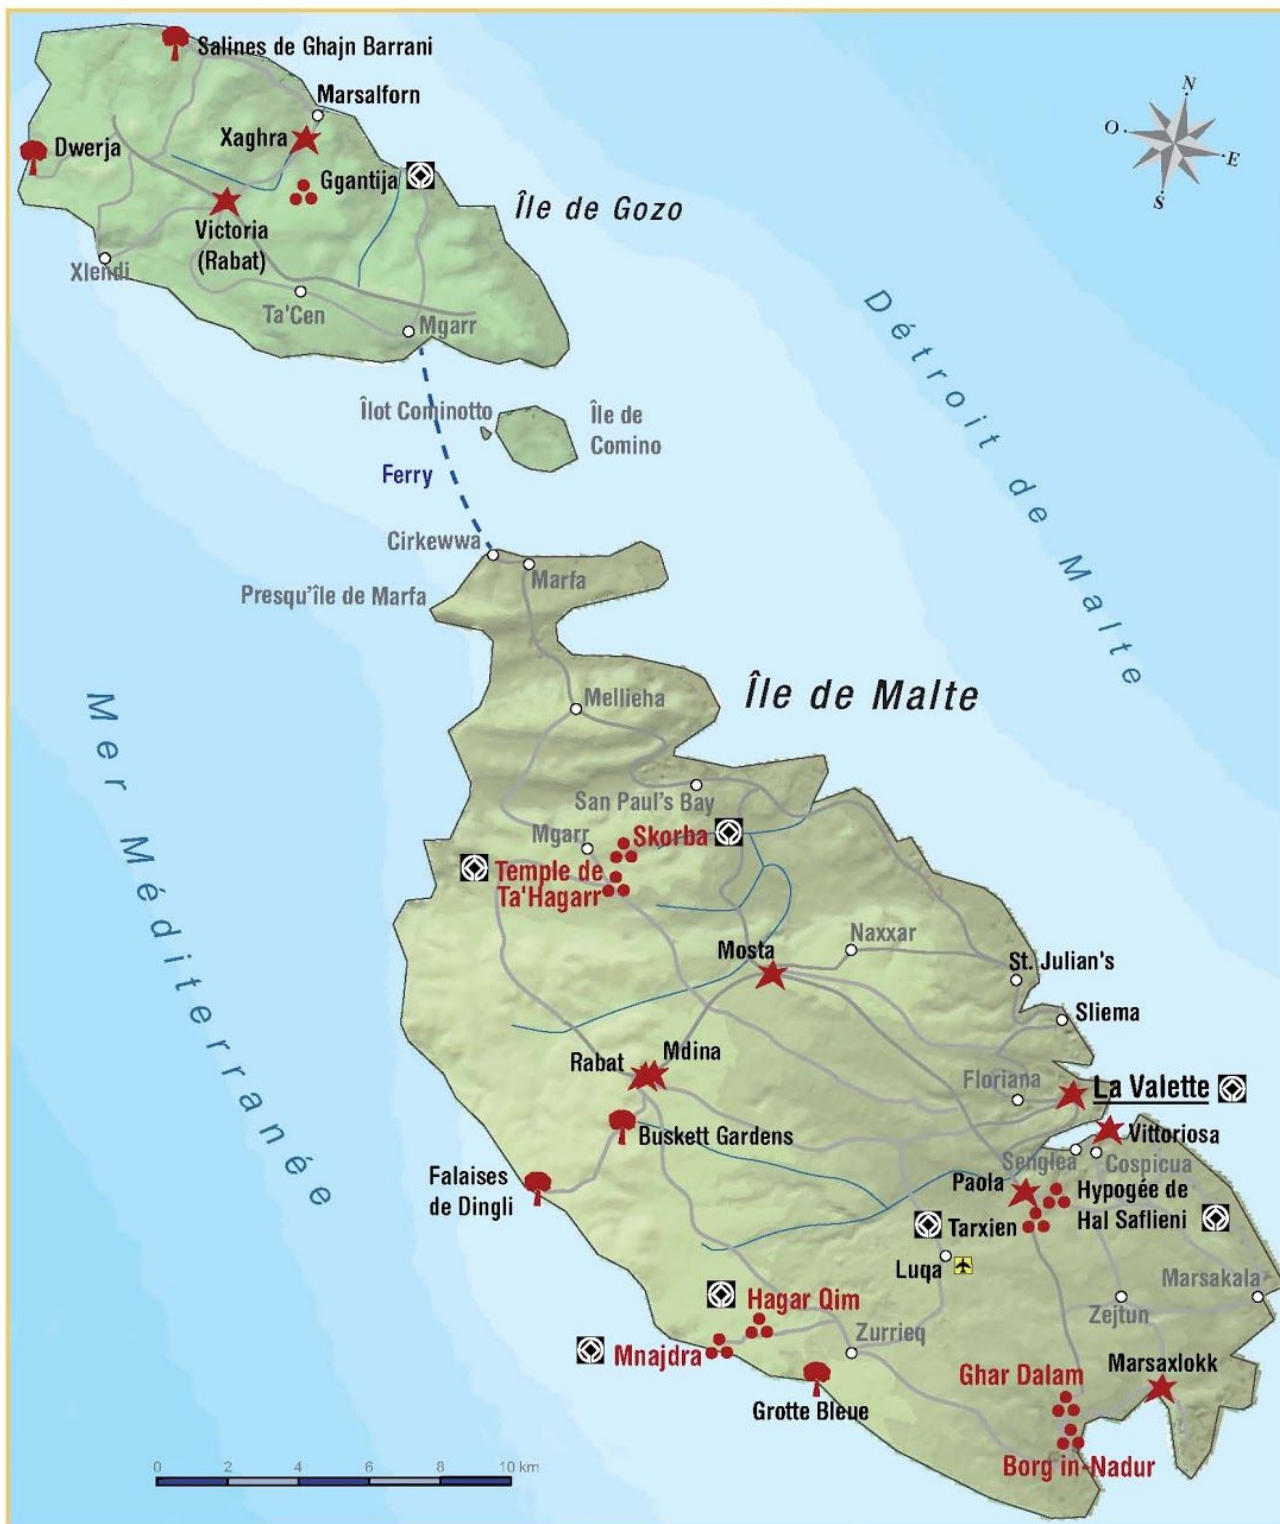 Salines de Ghajn Barrani
Marsalforn
Xaghra
Dwerja
Ggantija
Île de Gozo
Victoria
(Rabat)
Xlendi
Ta'Cen
Mgarr
N
O
E
S
Détroit de Malte
Îlot Cominotto
Île de
Comino
Ferry
Cirkewwa
Marfa
Presqu'île de Marfa
Île de Malte
Mellieha
Mer Méditerranée
San Paul's Bay
Mgarr
Skorba
Temple de
Ta'Hagarr
Mosta
Naxxar
St. Julian's
Sliema
Rabat
Mdina
Floriana
La Valette
Buskett Gardens
Vittoriosa
Senglea
Cospicua
Falaises
de Dingli
Paola
Hypogée de
Hal Saflieni
Tarxien
Luqa
Marsakala
Hagar Qim
Zejtun
Mnajdra
Zurrieq
Marsaxlokk
Ghar Dalam
Grotte Bleue
Borg in-Nadur
0 2 4 6 8 10 km